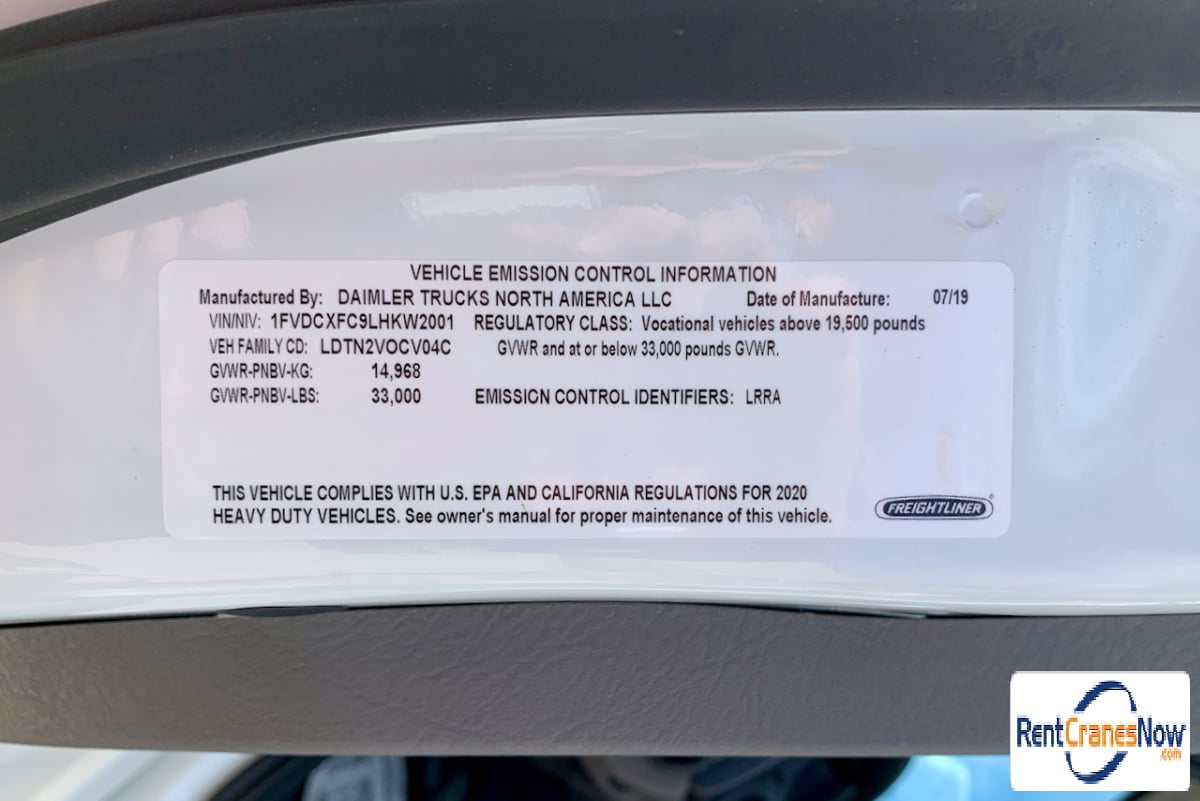 VEHICLE EMISSION CONTROL INFORMATION
Manufactured By: DAIMLER TRUCKS NORTH AMERICA LLC Date of Manufacture: 07/19
VIN/NIV: 1FVDCXFC9LHKW2001 REGULATORY CLASS: Vocational vehicles above 19,500 pounds
VEH FAMILY CD: LDTN2VOCV04C GVWR and at or below 33,000 pounds GVWR.
GVWR-PNBV-KG: 14,968
GVWR-PNBV-LBS: 33,000 EMISSION CONTROL IDENTIFIERS: LRRA
THIS VEHICLE COMPLIES WITH U.S. EPA AND CALIFORNIA REGULATIONS FOR 2020
HEAVY DUTY VEHICLES. See owner's manual for proper maintenance of this vehicle.
FREIGHTLINER
RentCranesNow
.com